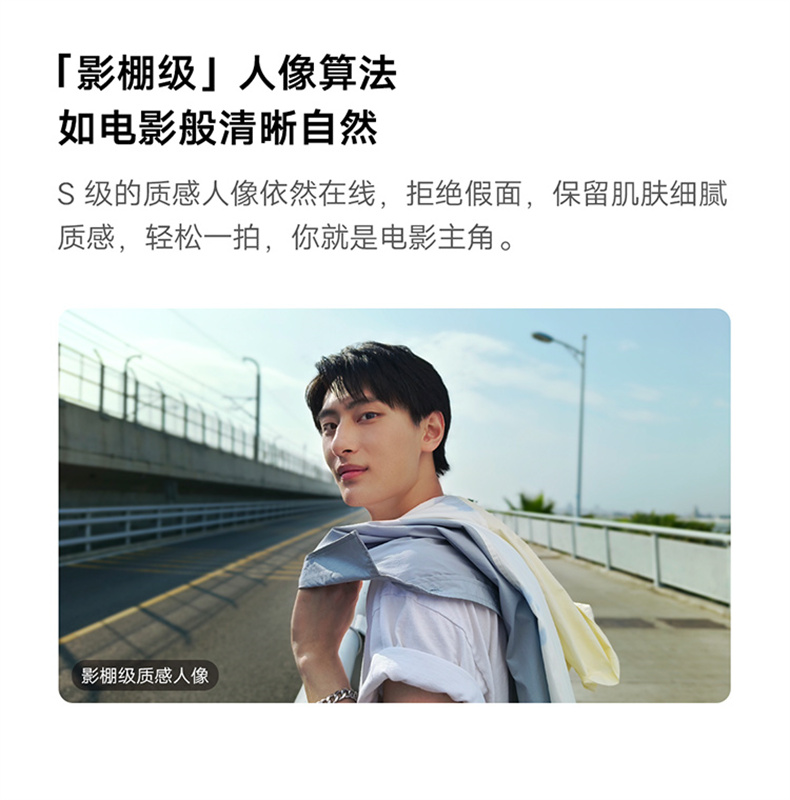 「影棚级」人像算法
如电影般清晰自然
S 级的质感人像依然在线，拒绝假面，保留肌肤细腻
质感，轻松一拍，你就是电影主角。
影棚级质感人像